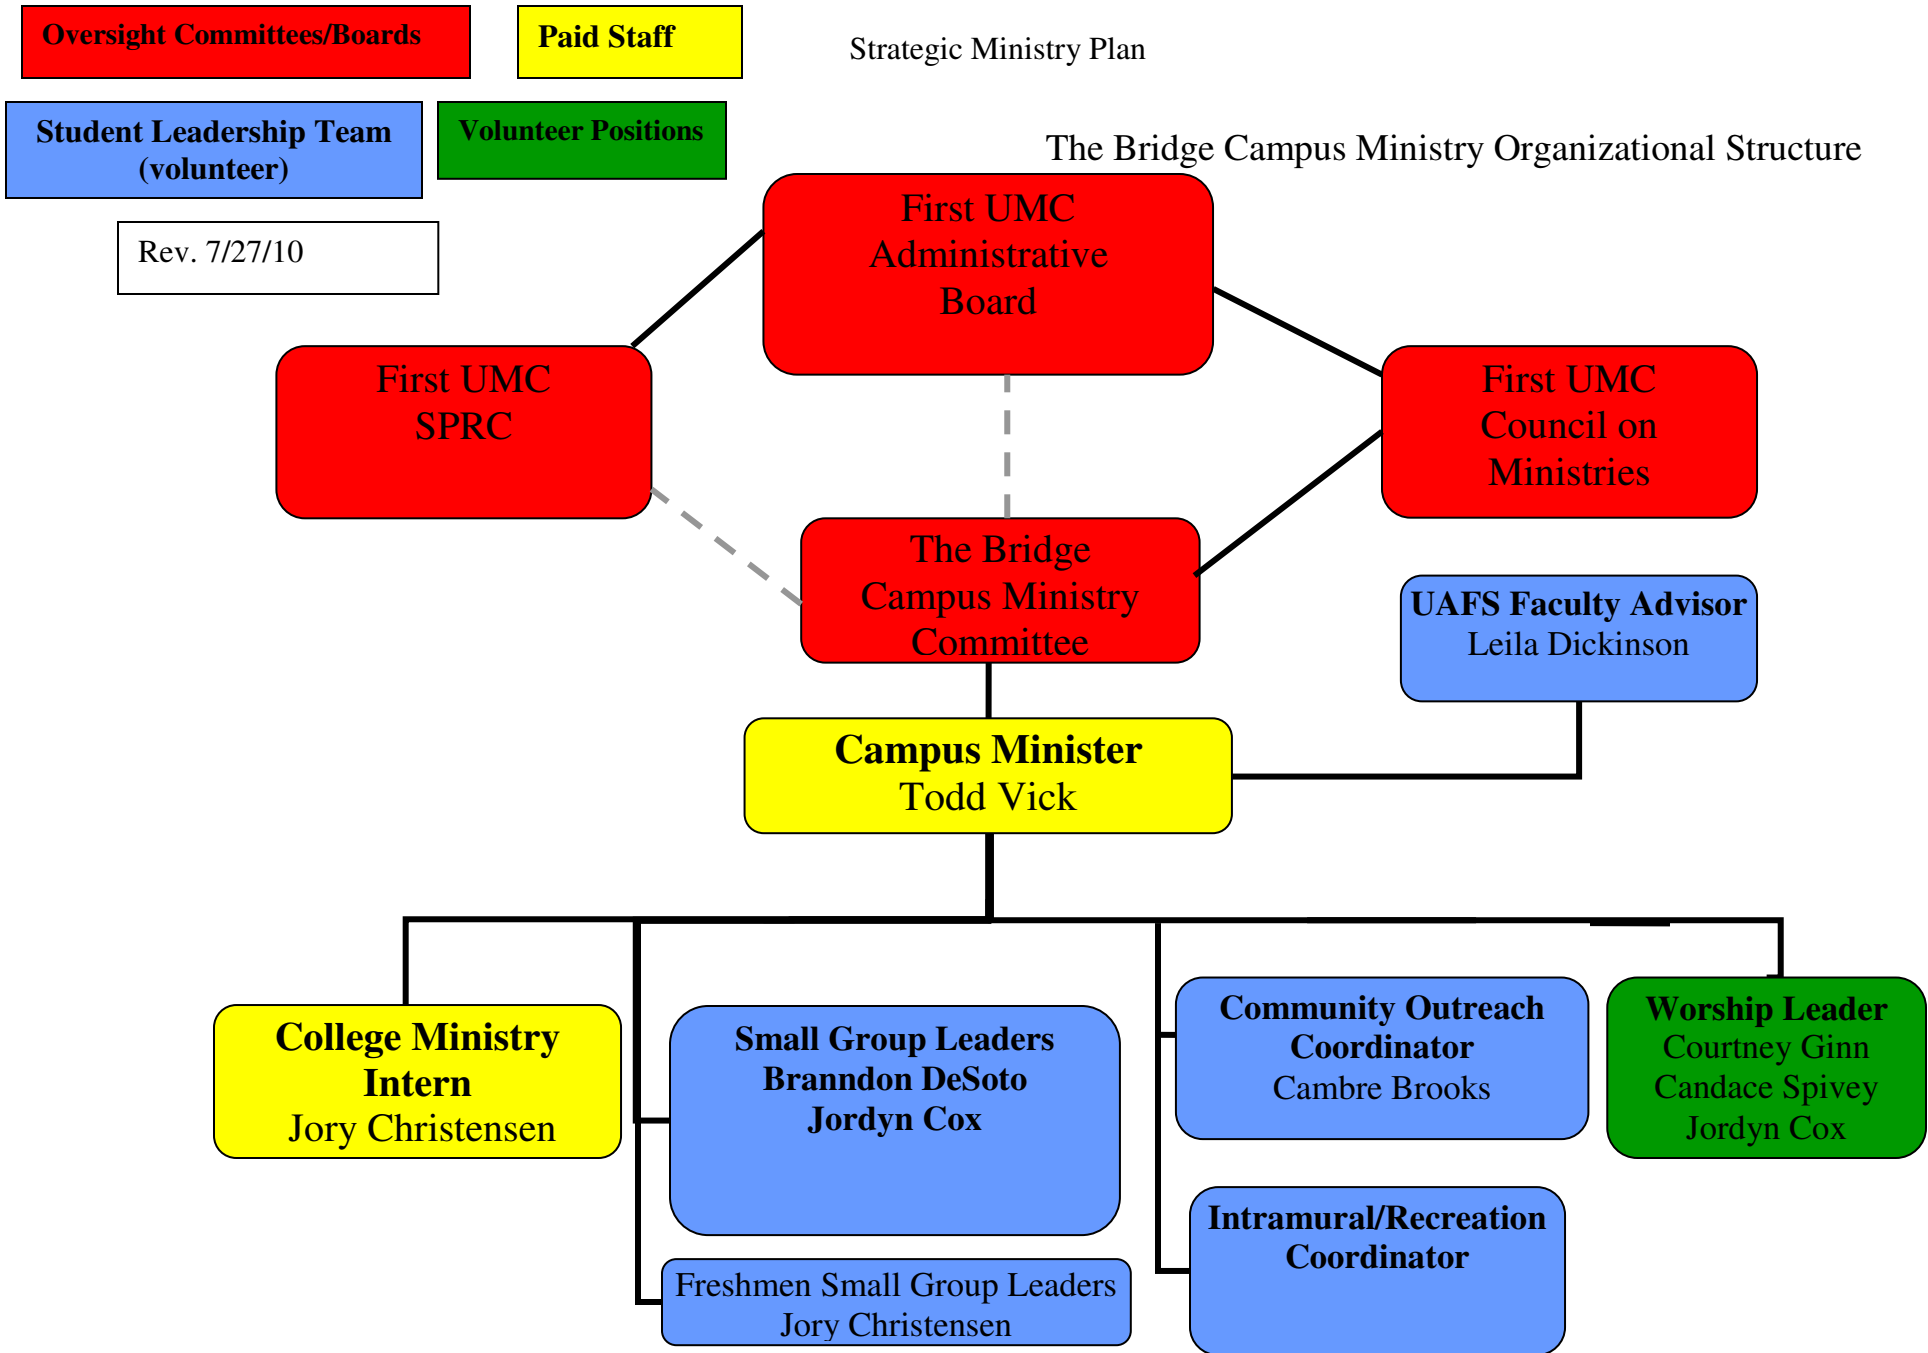 Oversight Committees/Boards
Paid Staff
Strategic Ministry Plan
Student Leadership Team
(volunteer)
Volunteer Positions
The Bridge Campus Ministry Organizational Structure
Rev. 7/27/10
First UMC
Administrative
Board
First UMC
SPRC
First UMC
Council on
Ministries
The Bridge
Campus Ministry
Committee
UAFS Faculty Advisor
Leila Dickinson
Campus Minister
Todd Vick
College Ministry
Intern
Jory Christensen
Small Group Leaders
Branndon DeSoto
Jordyn Cox
Community Outreach
Coordinator
Cambre Brooks
Worship Leader
Courtney Ginn
Candace Spivey
Jordyn Cox
Intramural/Recreation
Coordinator
Freshmen Small Group Leaders
Jory Christensen